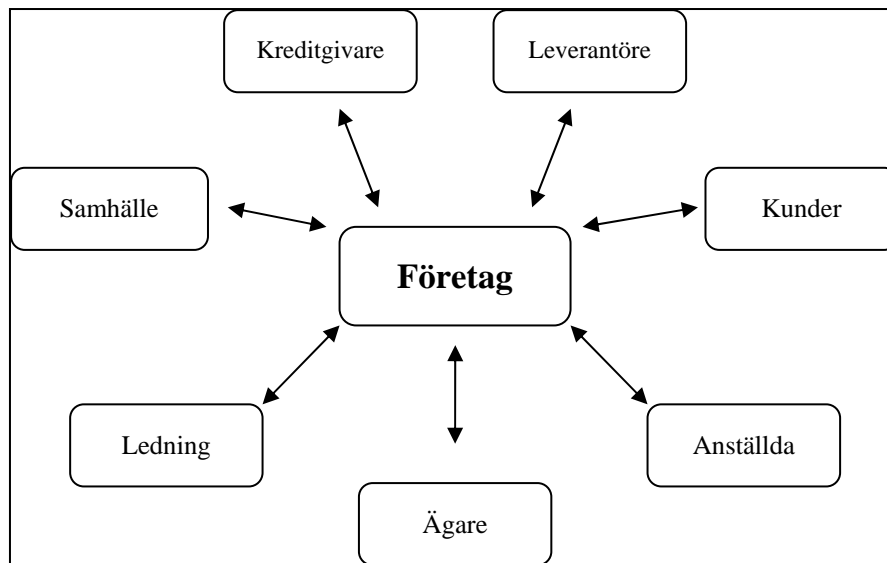 Kreditgivare
Leverantöre
Samhälle
Kunder
Företag
Ledning
Anställda
Ägare